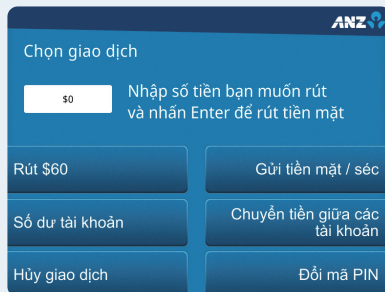 ANZ
Chọn giao dịch
$0
Nhập số tiền bạn muốn rút
và nhấn Enter để rút tiền mặt
Rút $60
Gửi tiền mặt / séc
Số dư tài khoản
Chuyển tiền giữa các
tài khoản
Hủy giao dịch
Đổi mã PIN